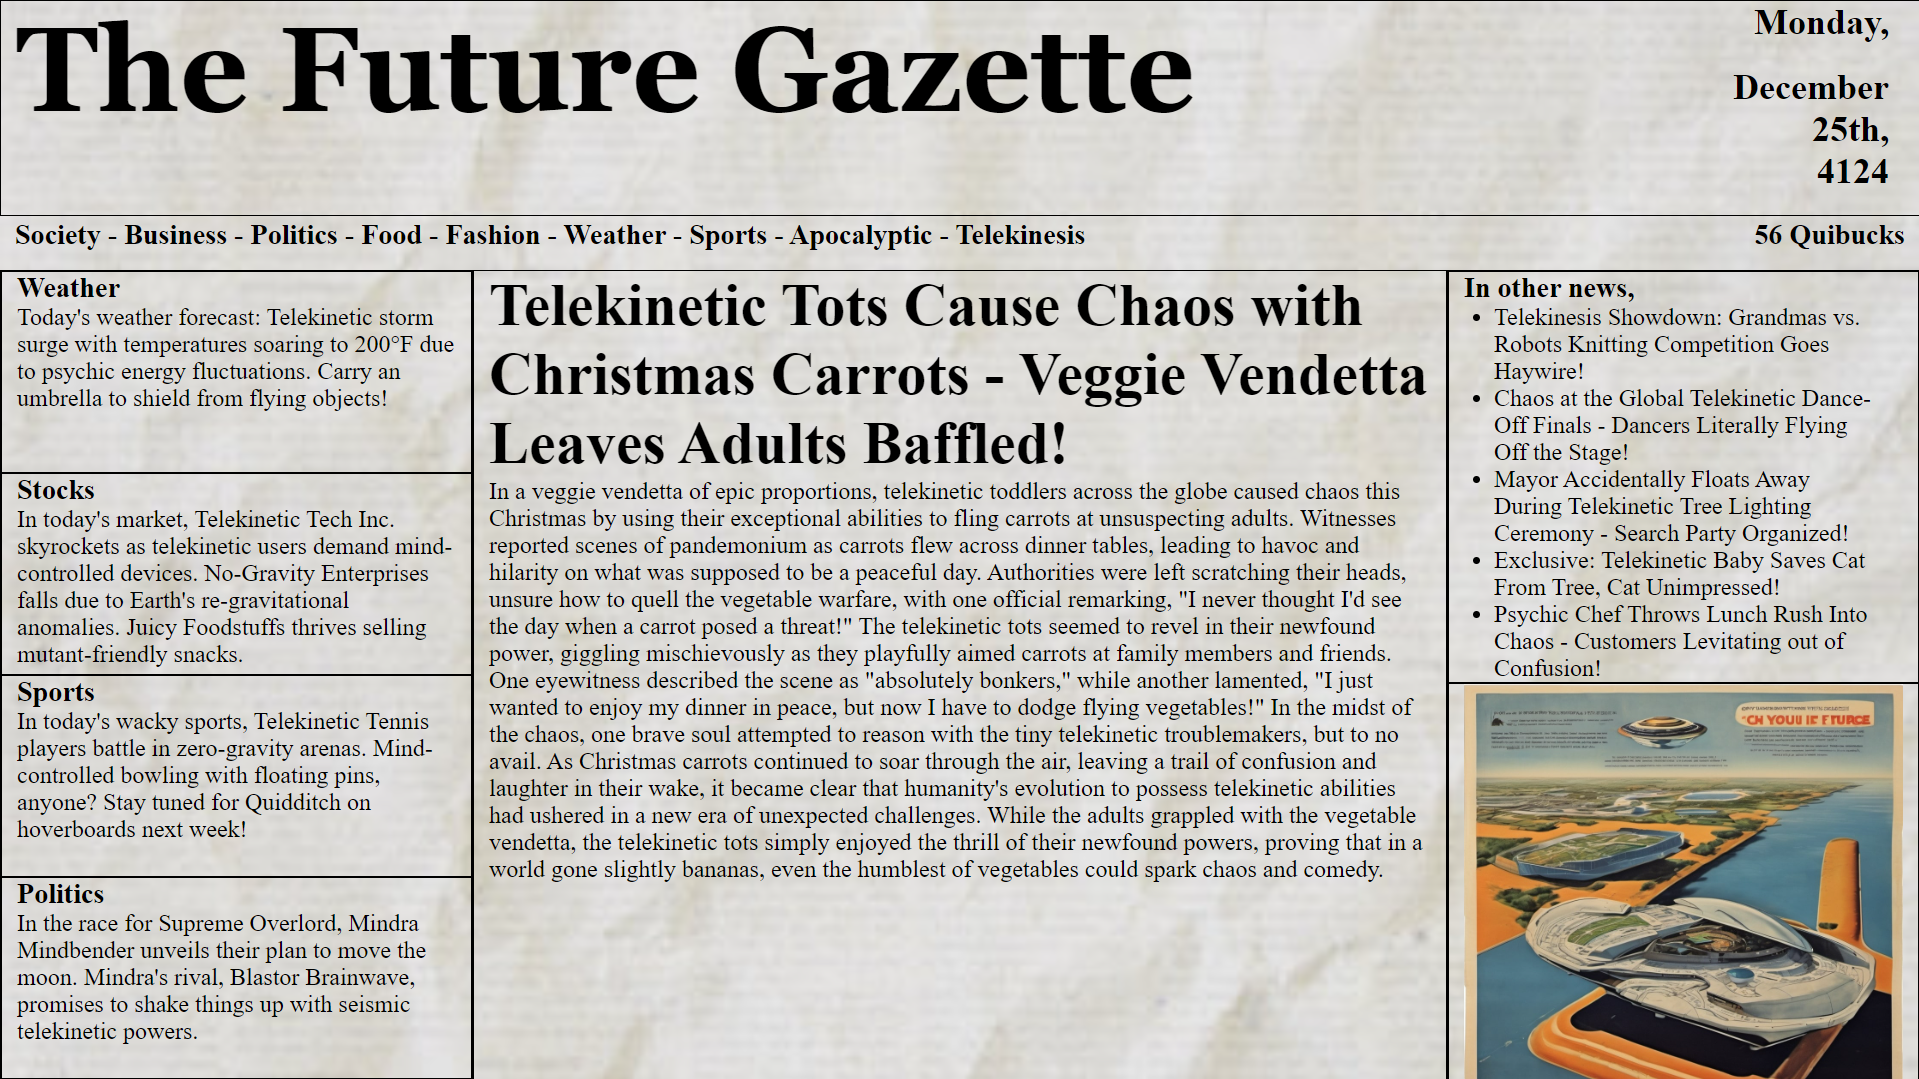 The Future Gazette
Monday,
December
25th,
4124
Society - Business - Politics - Food - Fashion - Weather - Sports - Apocalyptic - Telekinesis
56 Quibucks
Weather
Today's weather forecast: Telekinetic storm
surge with temperatures soaring to 200°F due
to psychic energy fluctuations. Carry an
umbrella to shield from flying objects!
Stocks
In today's market, Telekinetic Tech Inc.
skyrockets as telekinetic users demand mind-
controlled devices. No-Gravity Enterprises
falls due to Earth's re-gravitational
anomalies. Juicy Foodstuffs thrives selling
mutant-friendly snacks.
Sports
In today's wacky sports, Telekinetic Tennis
players battle in zero-gravity arenas. Mind-
controlled bowling with floating pins,
anyone? Stay tuned for Quidditch on
hoverboards next week!
Politics
In the race for Supreme Overlord, Mindra
Mindbender unveils their plan to move the
moon. Mindra's rival, Blastor Brainwave,
promises to shake things up with seismic
telekinetic powers.
Telekinetic Tots Cause Chaos with
Christmas Carrots - Veggie Vendetta
Leaves Adults Baffled!
In a veggie vendetta of epic proportions, telekinetic toddlers across the globe caused chaos this
Christmas by using their exceptional abilities to fling carrots at unsuspecting adults. Witnesses
reported scenes of pandemonium as carrots flew across dinner tables, leading to havoc and
hilarity on what was supposed to be a peaceful day. Authorities were left scratching their heads,
unsure how to quell the vegetable warfare, with one official remarking, "I never thought I'd see
the day when a carrot posed a threat!" The telekinetic tots seemed to revel in their newfound
power, giggling mischievously as they playfully aimed carrots at family members and friends.
One eyewitness described the scene as "absolutely bonkers," while another lamented, "I just
wanted to enjoy my dinner in peace, but now I have to dodge flying vegetables!" In the midst of
the chaos, one brave soul attempted to reason with the tiny telekinetic troublemakers, but to no
avail. As Christmas carrots continued to soar through the air, leaving a trail of confusion and
laughter in their wake, it became clear that humanity's evolution to possess telekinetic abilities
had ushered in a new era of unexpected challenges. While the adults grappled with the vegetable
vendetta, the telekinetic tots simply enjoyed the thrill of their newfound powers, proving that in a
world gone slightly bananas, even the humblest of vegetables could spark chaos and comedy.
In other news,
• Telekinesis Showdown: Grandmas vs.
Robots Knitting Competition Goes
Haywire!
• Chaos at the Global Telekinetic Dance-
Off Finals - Dancers Literally Flying
Off the Stage!
• Mayor Accidentally Floats Away
During Telekinetic Tree Lighting
Ceremony - Search Party Organized!
• Exclusive: Telekinetic Baby Saves Cat
From Tree, Cat Unimpressed!
• Psychic Chef Throws Lunch Rush Into
Chaos - Customers Levitating out of
Confusion!